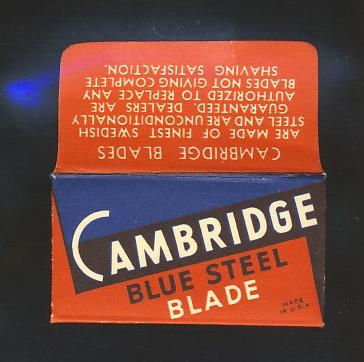 CAMBRIDGE BLADES
ARE MADE OF FINEST SWEDISH
STEEL AND ARE UNCONDITIONALLY
GUARANTEED. DEALERS ARE
AUTHORIZED TO REPLACE ANY
BLADES NOT GIVING COMPLETE
SHAVING SATISFACTION.
CAMBRIDGE
BLUE STEEL
BLADE
MADE
IN U.S.A